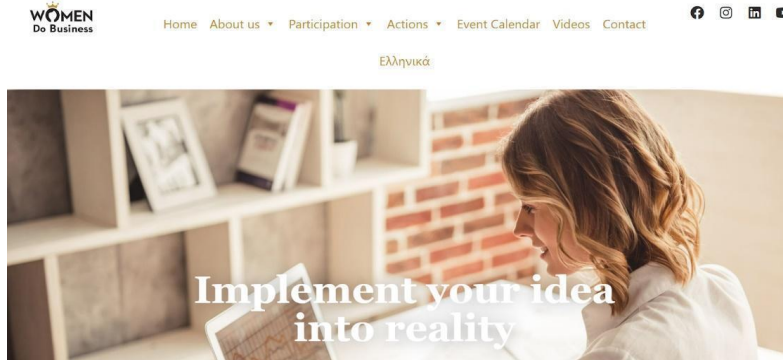 WOMEN
Do Business
Home About us Participation Actions Event Calendar Videos Contact
Ελληνικά
Implement your idea
into reality